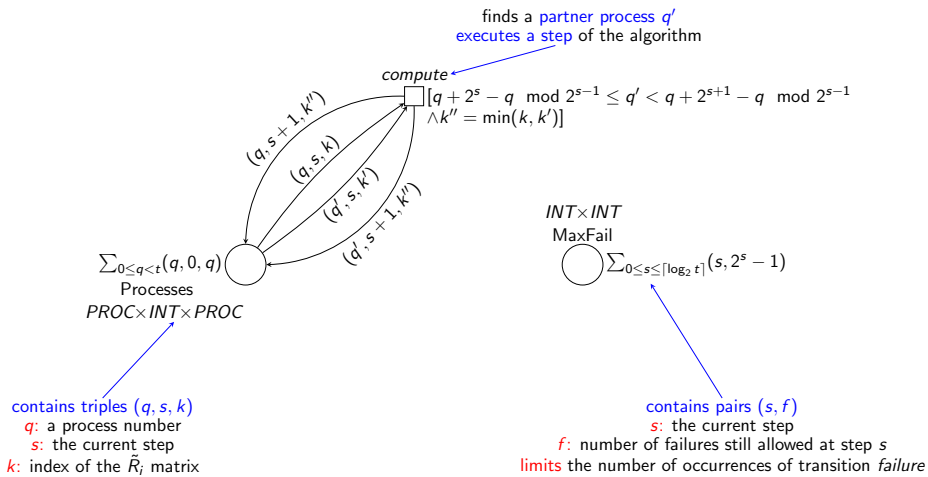 finds a partner process q′
executes a step of the algorithm
compute
[q + 2^s − q mod 2^{s−1} ≤ q′ < q + 2^{s+1} − q mod 2^{s−1}
∧k″ = min(k, k′)]
(q, s + 1, k″)
(q, s, k)
(q′, s, k′)
(q′, s + 1, k″)
INT×INT
MaxFail
∑_{0≤q<t}(q, 0, q)
Processes
PROC×INT×PROC
∑_{0≤s≤⌈log₂ t⌉}(s, 2^s − 1)
contains triples (q, s, k)
q: a process number
s: the current step
k: index of the R̃_i matrix
contains pairs (s, f)
s: the current step
f: number of failures still allowed at step s
limits the number of occurrences of transition failure